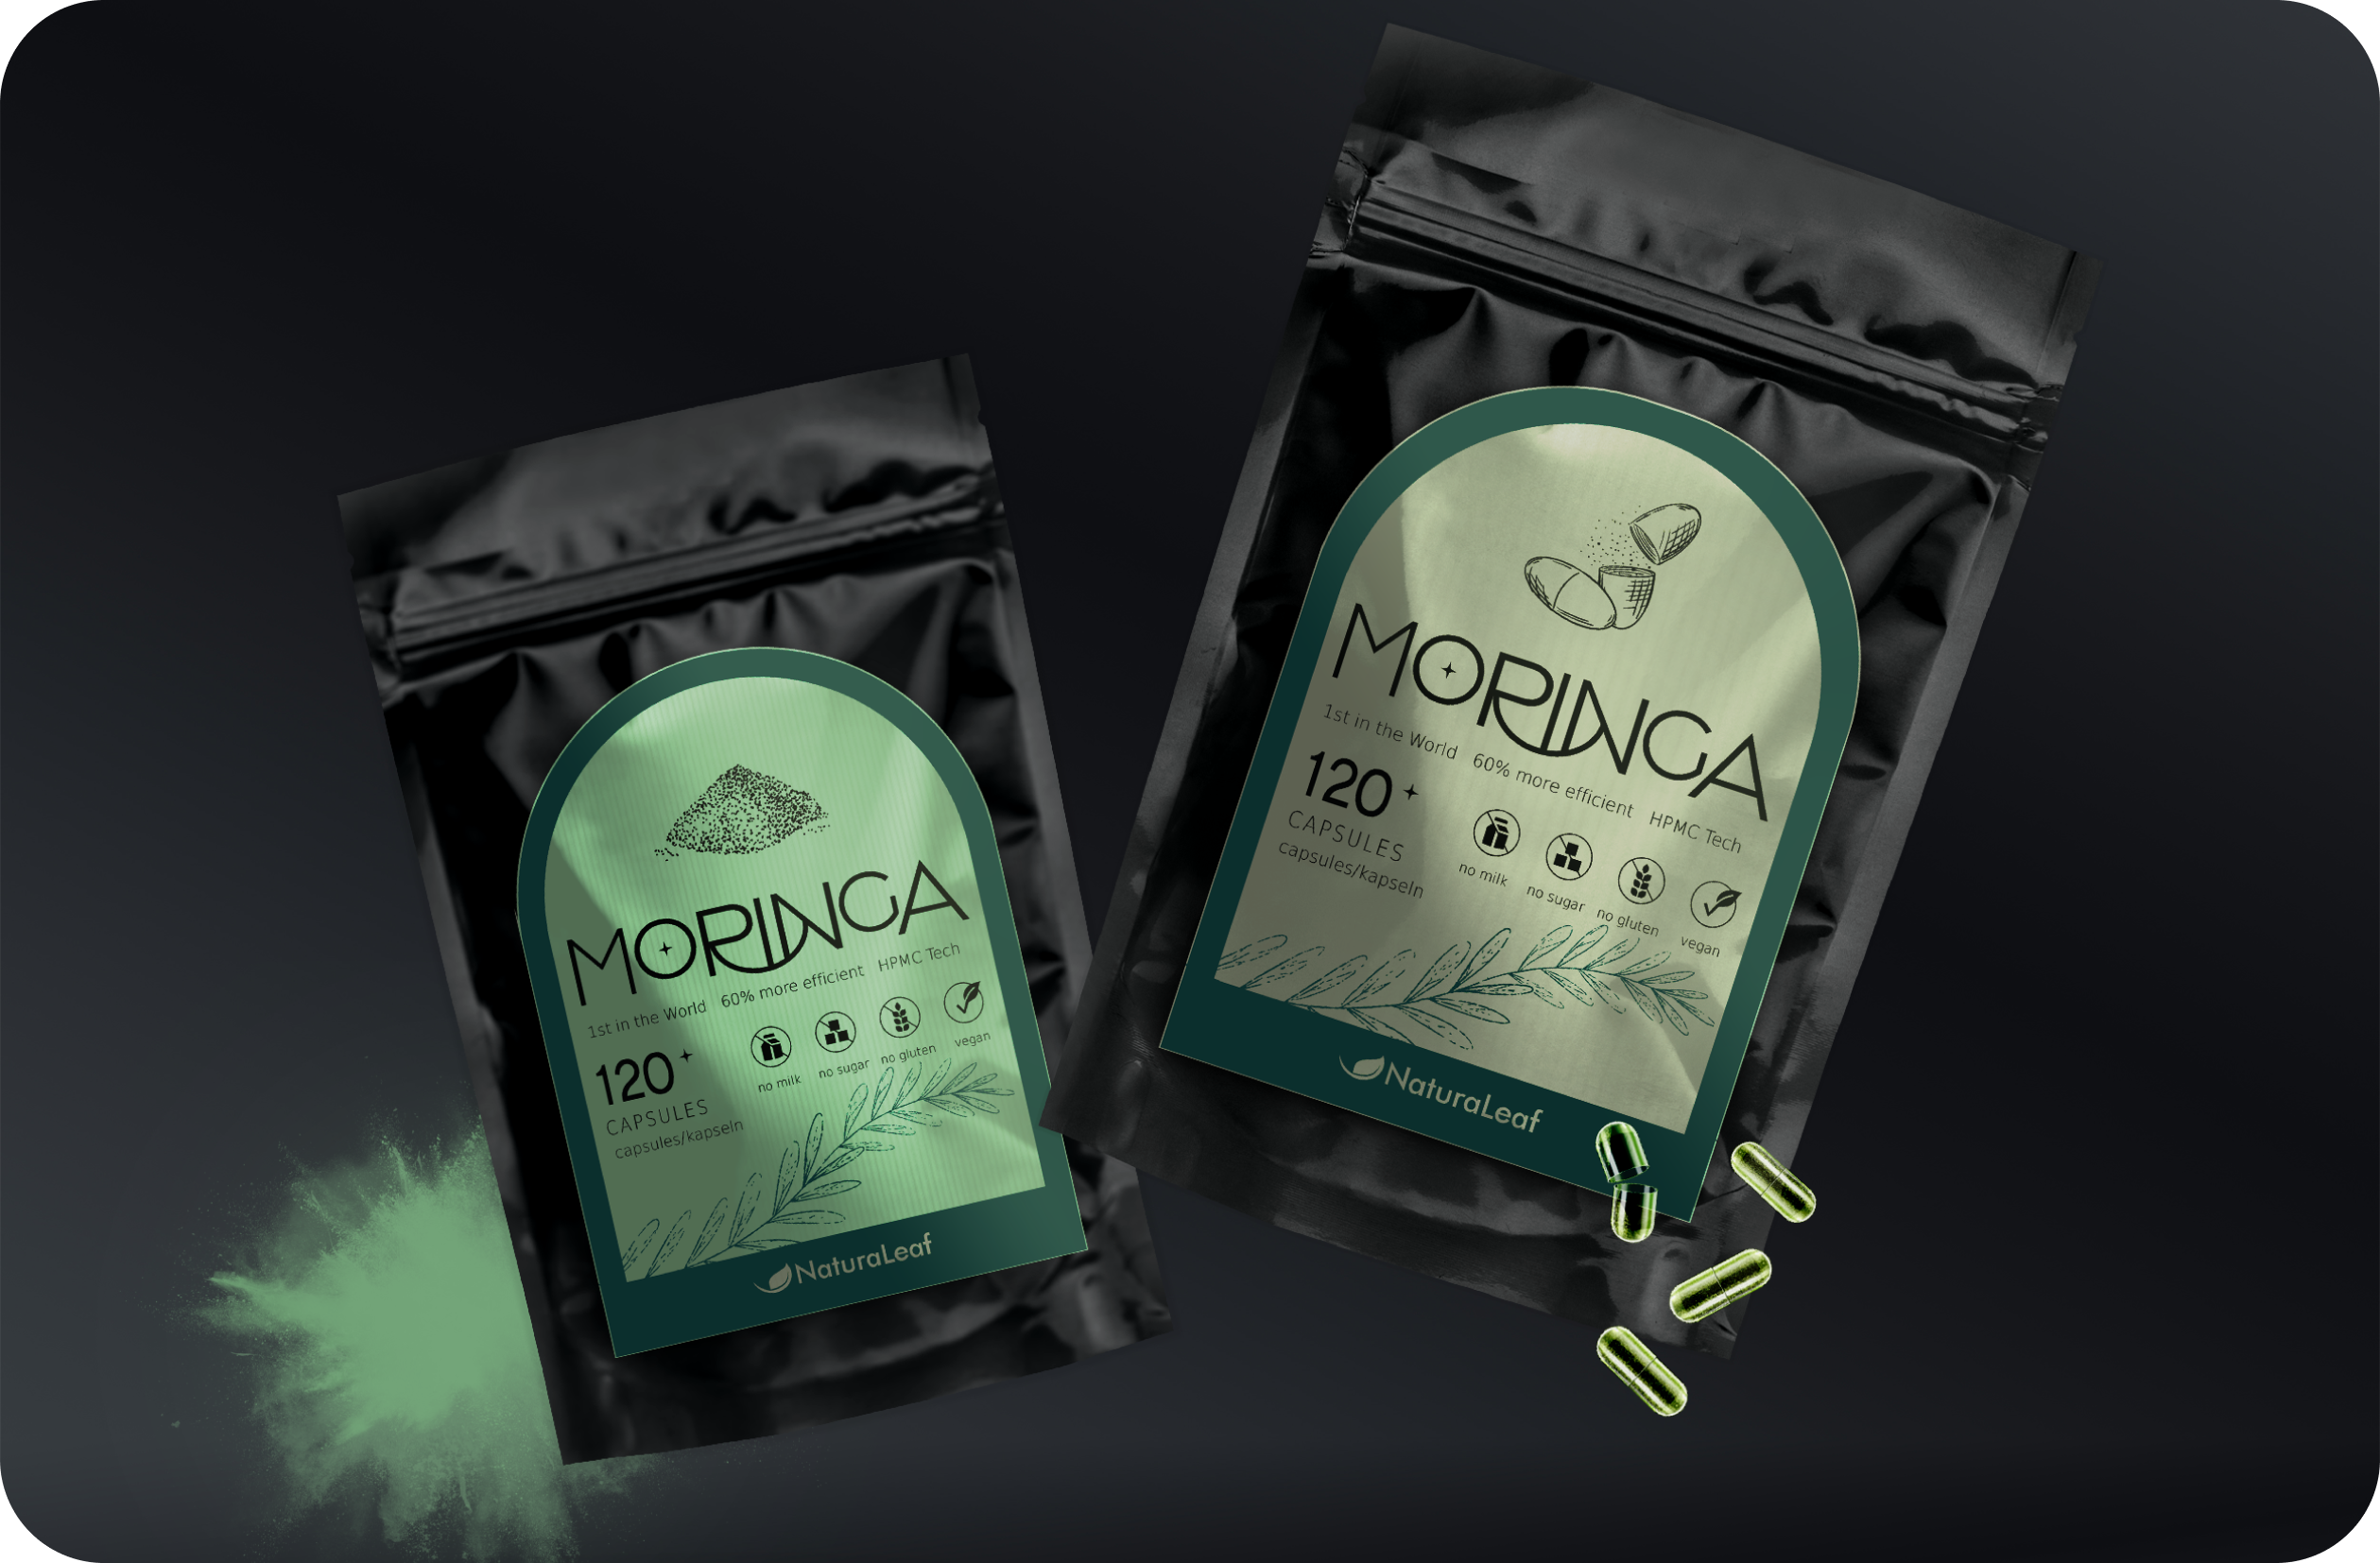 MORINGA
1st in the World 60% more efficient HPMC Tech
120
CAPSULES
capsules/kapseln
no milk no sugar no gluten vegan
NaturaLeaf
MORINGA
1st in the World 60% more efficient HPMC Tech
120
CAPSULES
capsules/kapseln
no milk no sugar no gluten vegan
NaturaLeaf